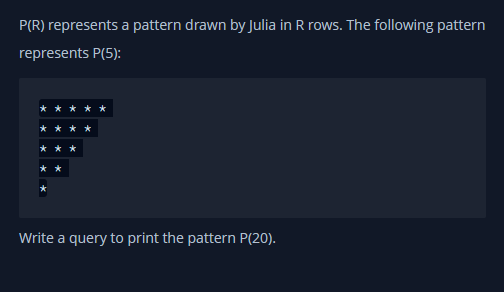 P(R) represents a pattern drawn by Julia in R rows. The following pattern
represents P(5):
* * * * *
* * * *
* * *
* *
*
Write a query to print the pattern P(20).